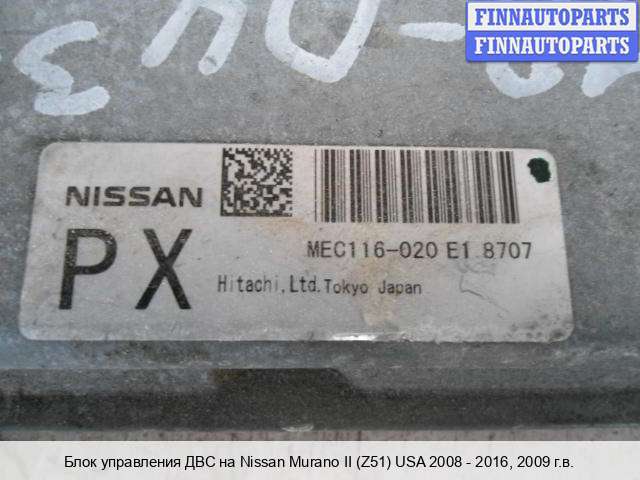 FINNAUTOPARTS
FINNAUTOPARTS
NISSAN
PX
MEC116-020 E1 8707
Hitachi,Ltd.Tokyo Japan
Блок управления ДВС на Nissan Murano II (Z51) USA 2008 - 2016, 2009 г.в.